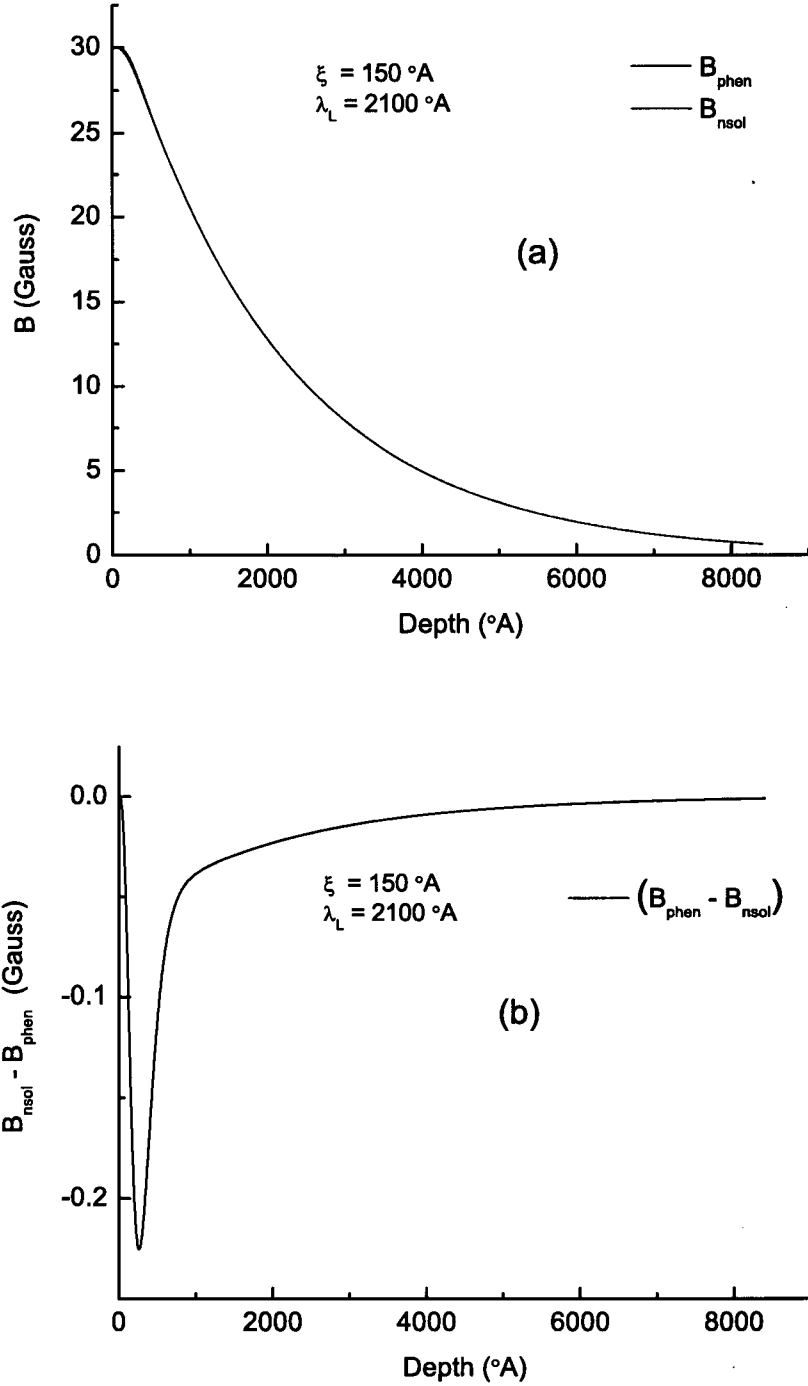 30
25
20
15
10
5
0
B (Gauss)
ξ = 150 °A
λL = 2100 °A
Bphen
Bnsol
(a)
0 2000 4000 6000 8000
Depth (°A)
0.0
-0.1
-0.2
Bnsol - Bphen (Gauss)
ξ = 150 °A
λL = 2100 °A
(Bphen - Bnsol)
(b)
0 2000 4000 6000 8000
Depth (°A)